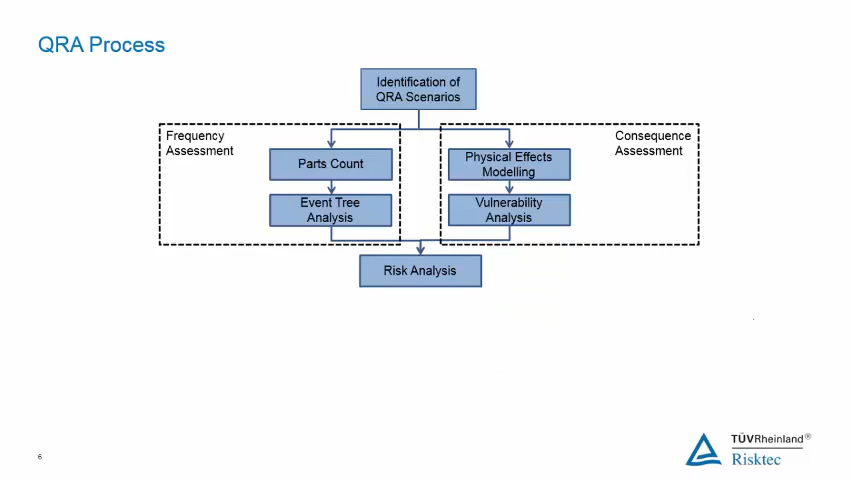 QRA Process
Identification of
QRA Scenarios
Frequency
Assessment
Consequence
Assessment
Parts Count
Physical Effects
Modelling
Event Tree
Analysis
Vulnerability
Analysis
Risk Analysis
6
TÜVRheinland®
Risktec